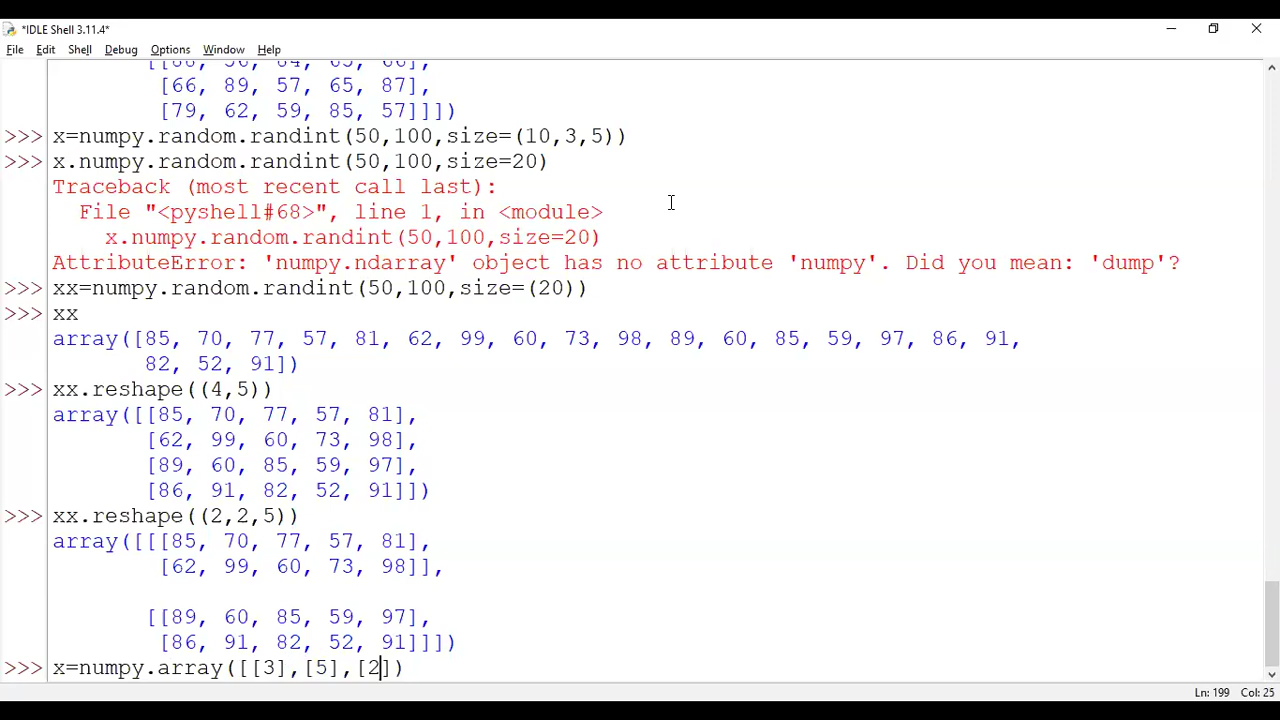 *IDLE Shell 3.11.4*
File Edit Shell Debug Options Window Help
[[66, 56, 64, 65, 66],
[66, 89, 57, 65, 87],
[79, 62, 59, 85, 57]]])
>>> x=numpy.random.randint(50,100,size=(10,3,5))
>>> x.numpy.random.randint(50,100,size=20)
Traceback (most recent call last):
File "<pyshell#68>", line 1, in <module>
x.numpy.random.randint(50,100,size=20)
AttributeError: 'numpy.ndarray' object has no attribute 'numpy'. Did you mean: 'dump'?
>>> xx=numpy.random.randint(50,100,size=(20))
>>> xx
array([85, 70, 77, 57, 81, 62, 99, 60, 73, 98, 89, 60, 85, 59, 97, 86, 91,
82, 52, 91])
>>> xx.reshape((4,5))
array([[85, 70, 77, 57, 81],
[62, 99, 60, 73, 98],
[89, 60, 85, 59, 97],
[86, 91, 82, 52, 91]])
>>> xx.reshape((2,2,5))
array([[[85, 70, 77, 57, 81],
[62, 99, 60, 73, 98]],
[[89, 60, 85, 59, 97],
[86, 91, 82, 52, 91]]])
>>> x=numpy.array([[3],[5],[2])
Ln: 199 Col: 25